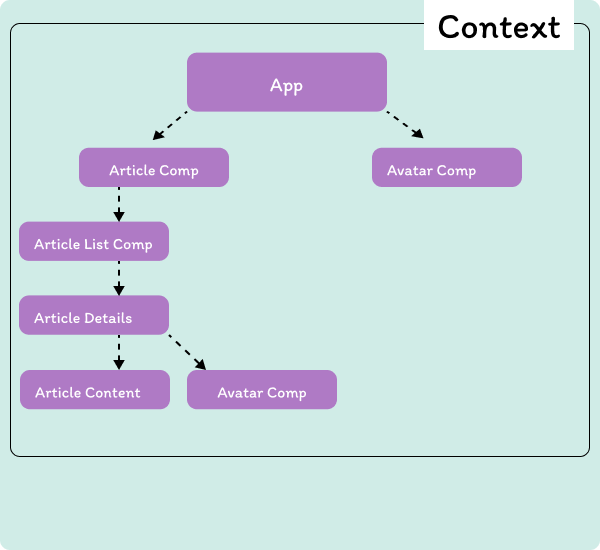 Context
App
Article Comp
Avatar Comp
Article List Comp
Article Details
Article Content
Avatar Comp